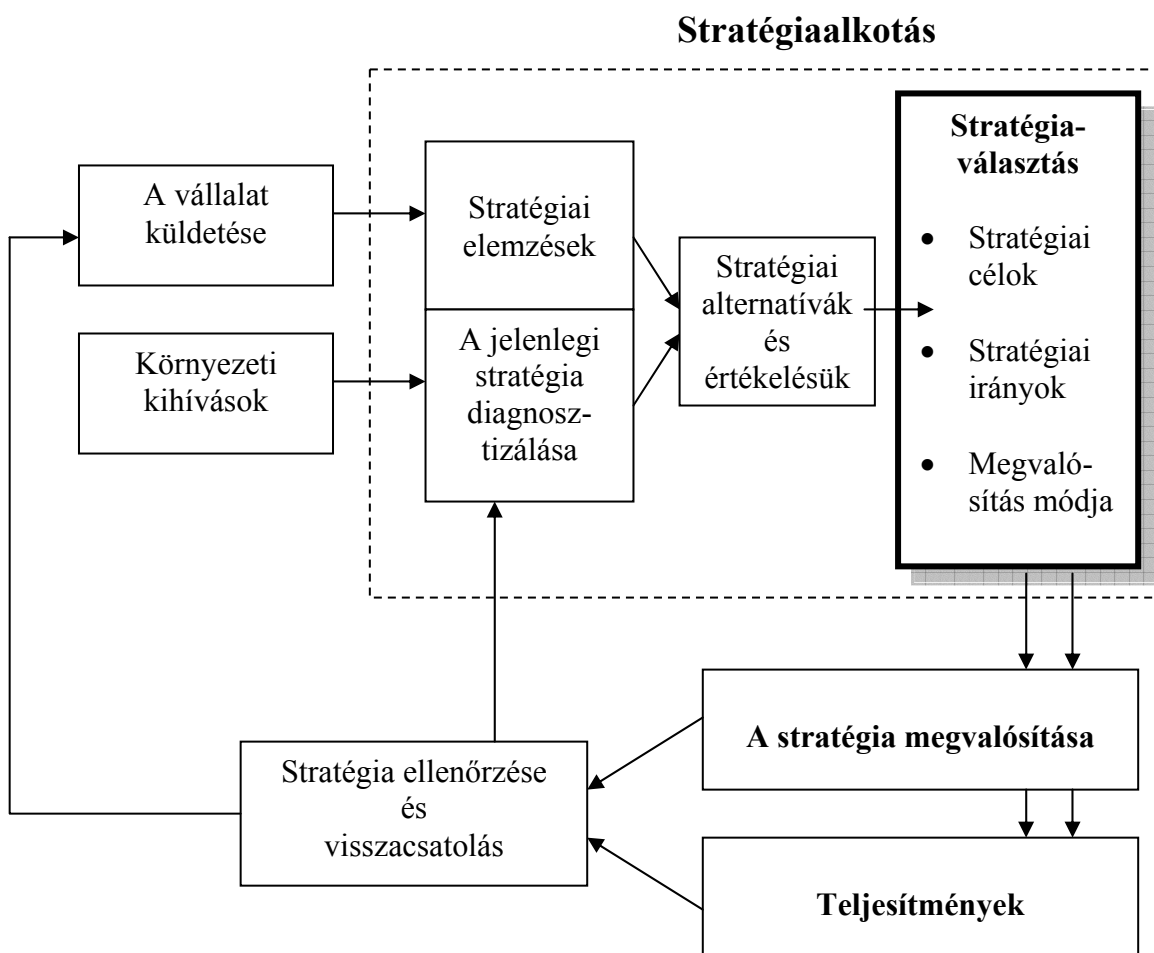 Stratégiaalkotás
A vállalat
küldetése
Környezeti
kihívások
Stratégiai
elemzések
A jelenlegi
stratégia
diagnosz-
tizálása
Stratégiai
alternatívák
és
értékelésük
Stratégia-
választás
• Stratégiai
célok
• Stratégiai
irányok
• Megvaló-
sítás módja
A stratégia megvalósítása
Stratégia ellenőrzése
és
visszacsatolás
Teljesítmények